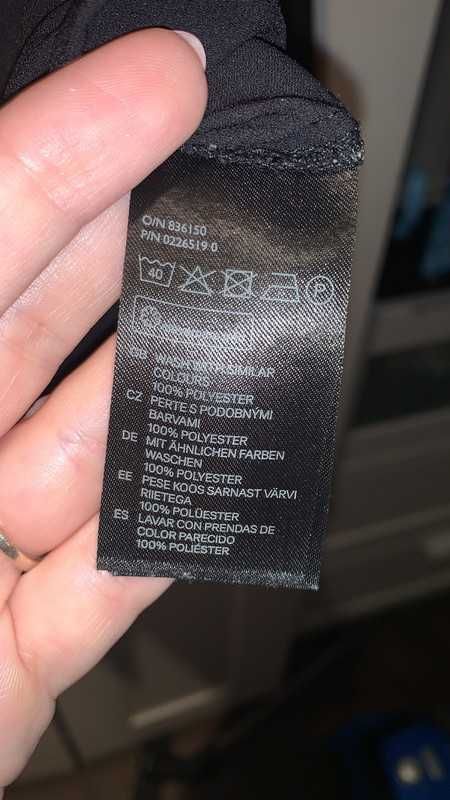 O/N 836150
P/N 0226519 0
40 P
GB WASH WITH SIMILAR
COLOURS
100% POLYESTER
CZ PERTE S PODOBNYMI
BARVAMI
100% POLYESTER
DE MIT ÄHNLICHEN FARBEN
WASCHEN
100% POLYESTER
EE PESE KOOS SARNAST VÄRVI
RIIETEGA
100% POLÜESTER
ES LAVAR CON PRENDAS DE
COLOR PARECIDO
100% POLIÉSTER